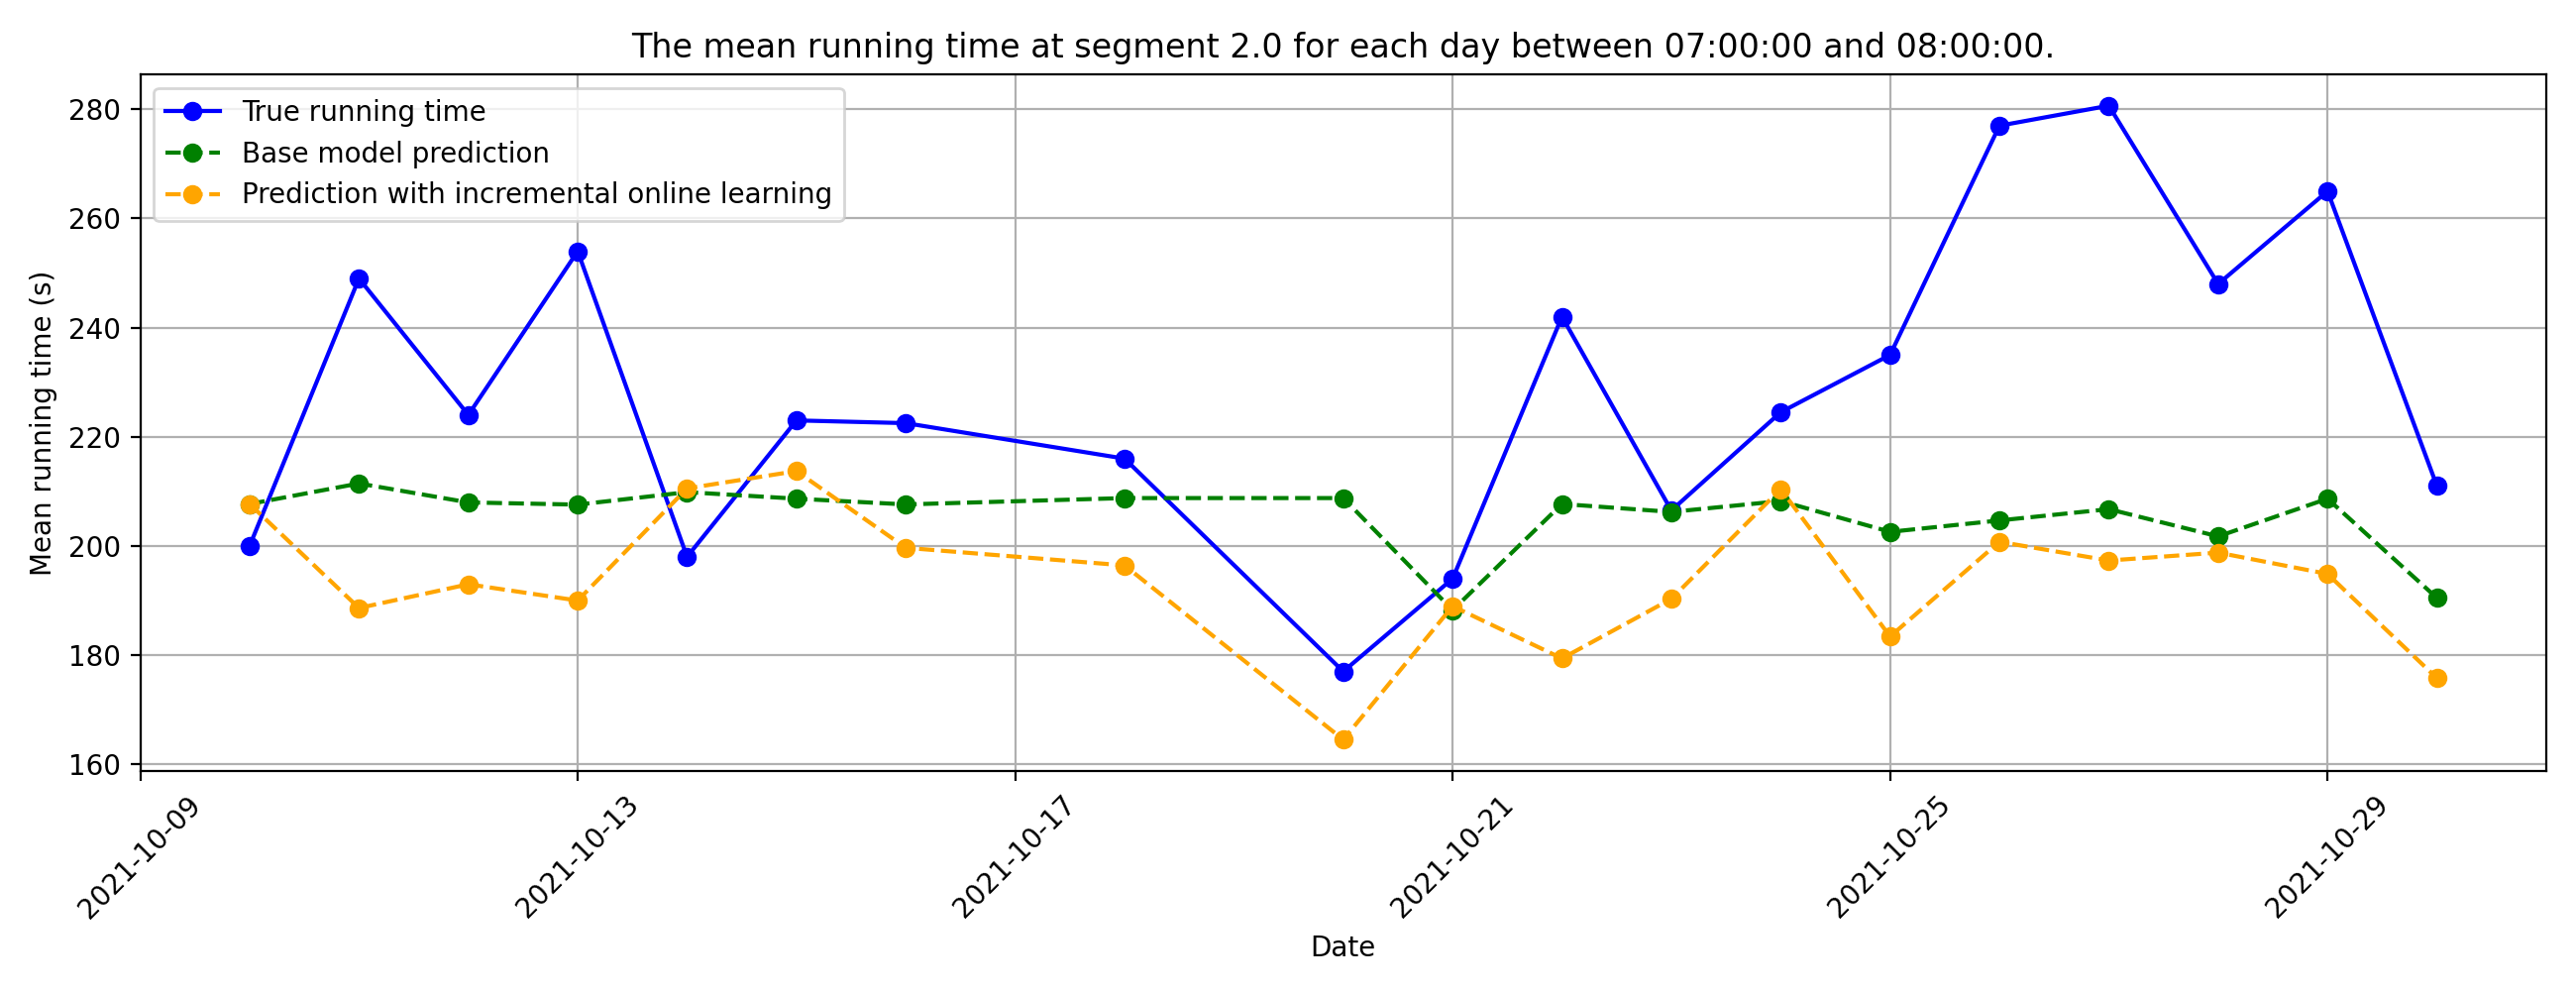 The mean running time at segment 2.0 for each day between 07:00:00 and 08:00:00.
True running time
Base model prediction
Prediction with incremental online learning
Mean running time (s)
280
260
240
220
200
180
160
2021-10-09
2021-10-13
2021-10-17
2021-10-21
2021-10-25
2021-10-29
Date